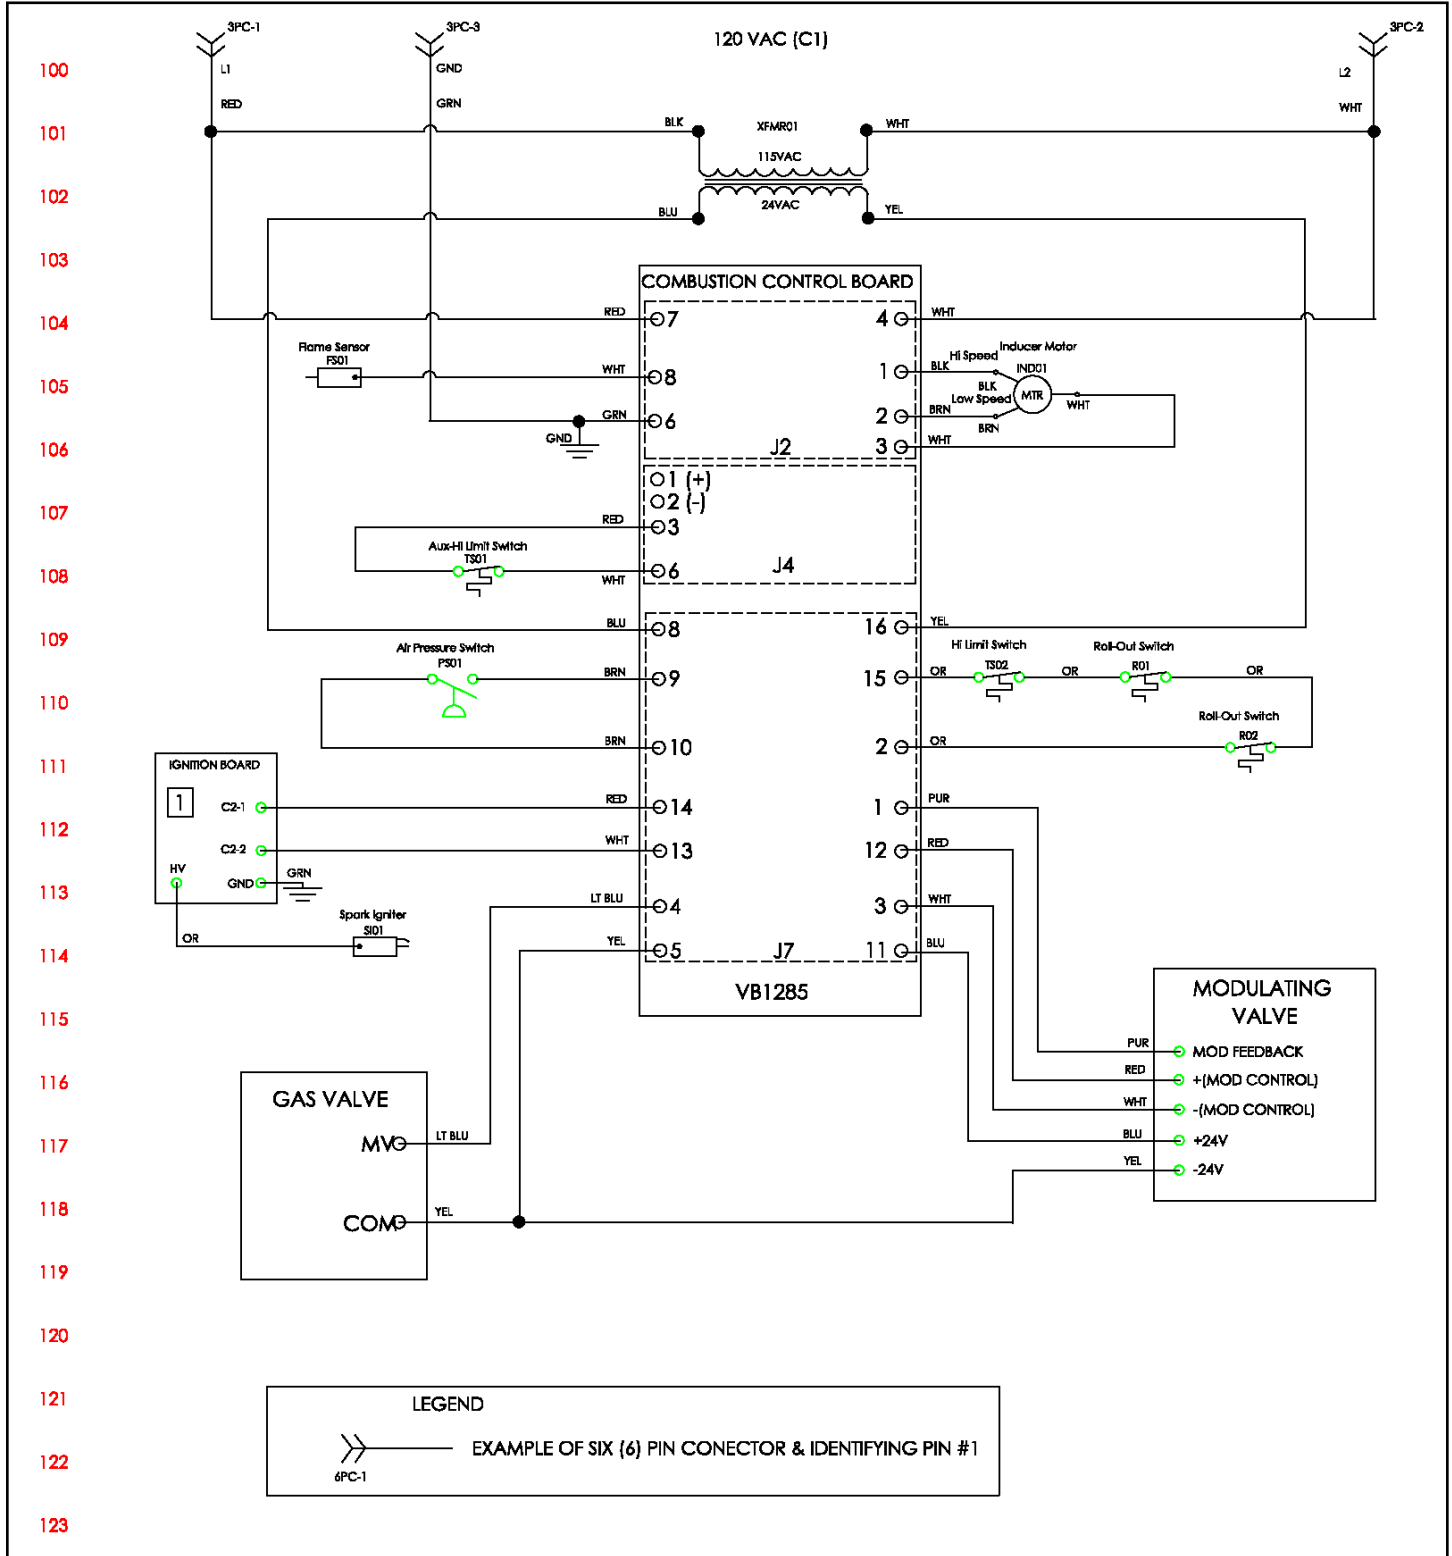 3PC-1
3PC-3
120 VAC (C1)
3PC-2
100
L1
GND
L2
RED
GRN
WHT
101
BLK
XFMR01
WHT
115VAC
102
24VAC
BLU
YEL
103
COMBUSTION CONTROL BOARD
104
RED
7
4
WHT
Flame Sensor
FS01
WHT
8
1
BLK
Hi Speed
Inducer Motor
IND01
105
BLK
MTR
WHT
Low Speed
GRN
6
2
BRN
BRN
GND
106
J2
3
WHT
1 (+)
2 (-)
107
RED
3
Aux-Hi Limit Switch
TS01
J4
108
WHT
6
109
BLU
8
16
YEL
Air Pressure Switch
PS01
Hi Limit Switch
TS02
Roll-Out Switch
R01
BRN
9
15
OR
OR
OR
110
Roll-Out Switch
R02
BRN
10
2
OR
111
IGNITION BOARD
1
C2-1
RED
14
1
PUR
112
C2-2
WHT
13
12
RED
HV
GND
GRN
113
LT BLU
4
3
WHT
Spark Igniter
SI01
OR
YEL
5
J7
11
BLU
114
VB1285
MODULATING
VALVE
115
PUR
MOD FEEDBACK
116
RED
+(MOD CONTROL)
GAS VALVE
WHT
-(MOD CONTROL)
117
MV
LT BLU
BLU
+24V
YEL
-24V
118
COM
YEL
119
120
121
LEGEND
EXAMPLE OF SIX (6) PIN CONECTOR & IDENTIFYING PIN #1
122
6PC-1
123